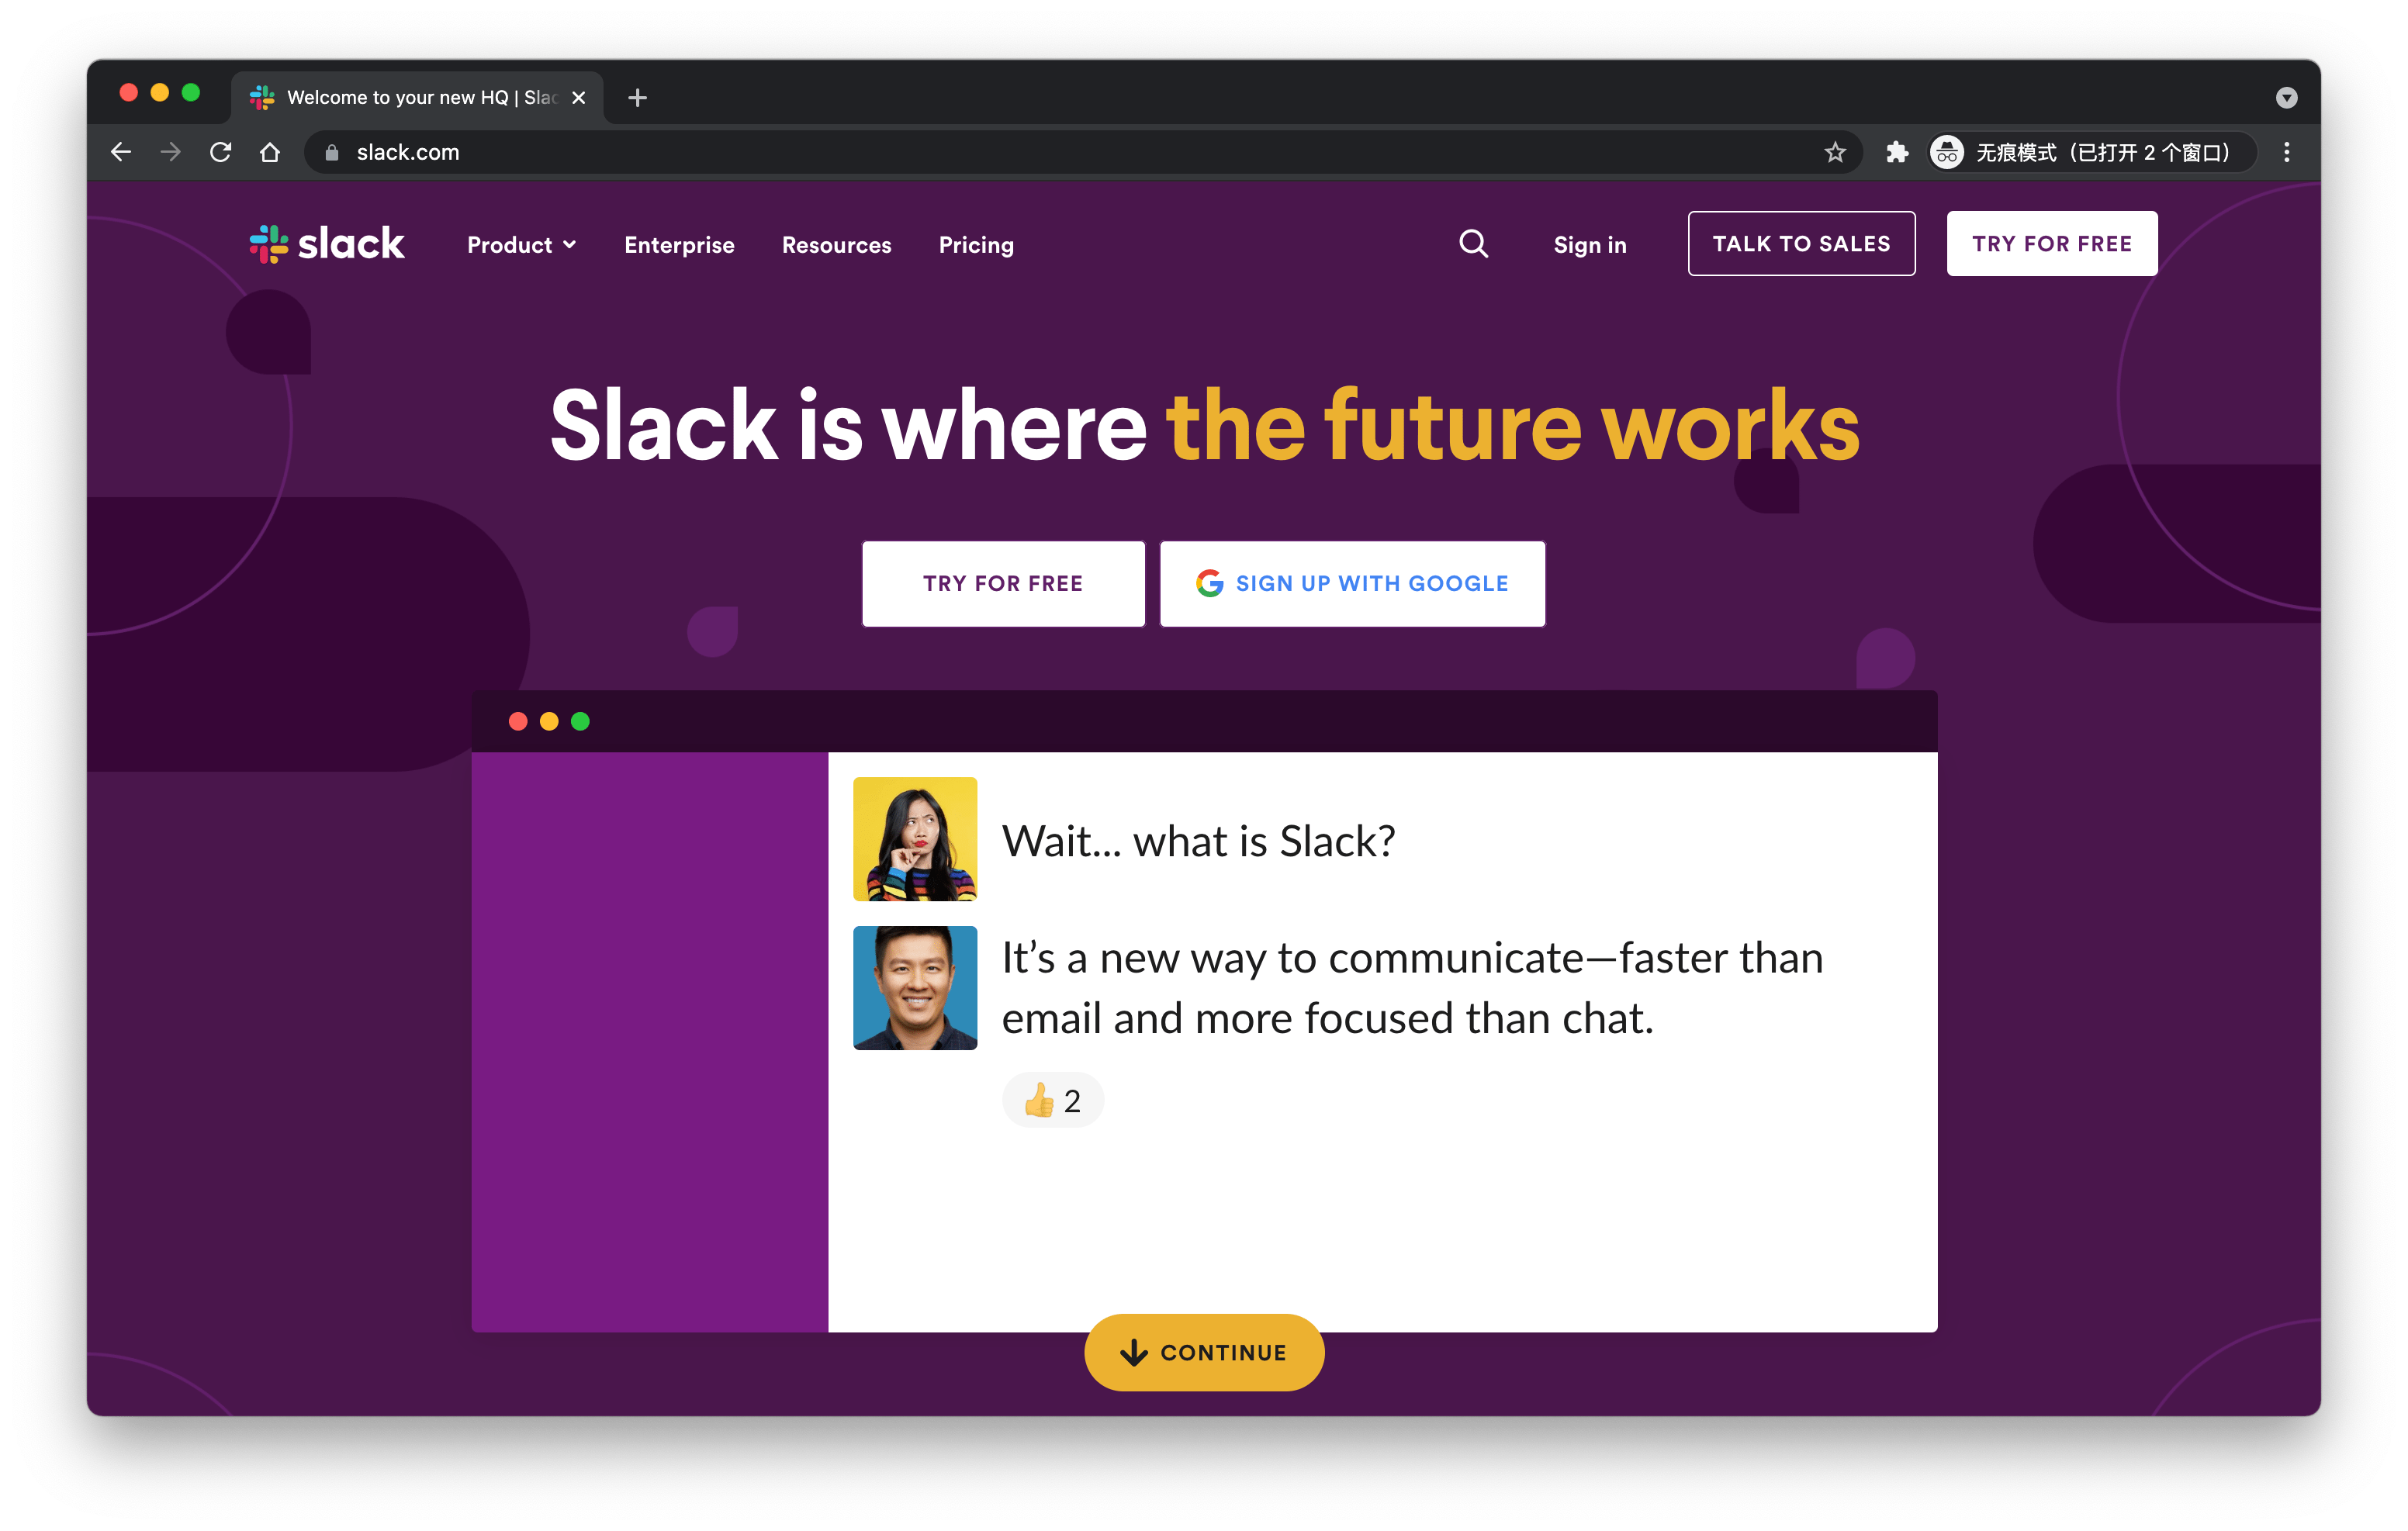 Welcome to your new HQ | Slac
slack.com
无痕模式（已打开 2 个窗口）
slack
Product
Enterprise
Resources
Pricing
Sign in
TALK TO SALES
TRY FOR FREE
Slack is where the future works
TRY FOR FREE
SIGN UP WITH GOOGLE
Wait... what is Slack?
It’s a new way to communicate—faster than
email and more focused than chat.
2
CONTINUE